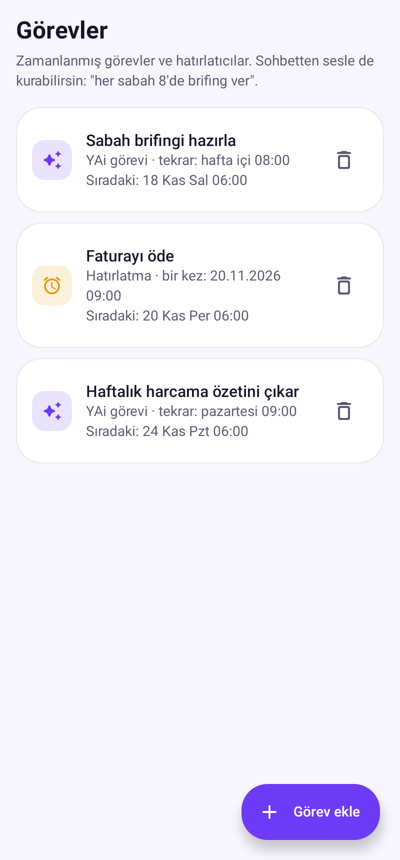 Görevler
Zamanlanmış görevler ve hatırlatıcılar. Sohbetten sesle de
kurabilirsin: "her sabah 8'de brifing ver".
Sabah brifingi hazırla
YAi görevi · tekrar: hafta içi 08:00
Sıradaki: 18 Kas Sal 06:00
Faturayı öde
Hatırlatma · bir kez: 20.11.2026
09:00
Sıradaki: 20 Kas Per 06:00
Haftalık harcama özetini çıkar
YAi görevi · tekrar: pazartesi 09:00
Sıradaki: 24 Kas Pzt 06:00
Görev ekle